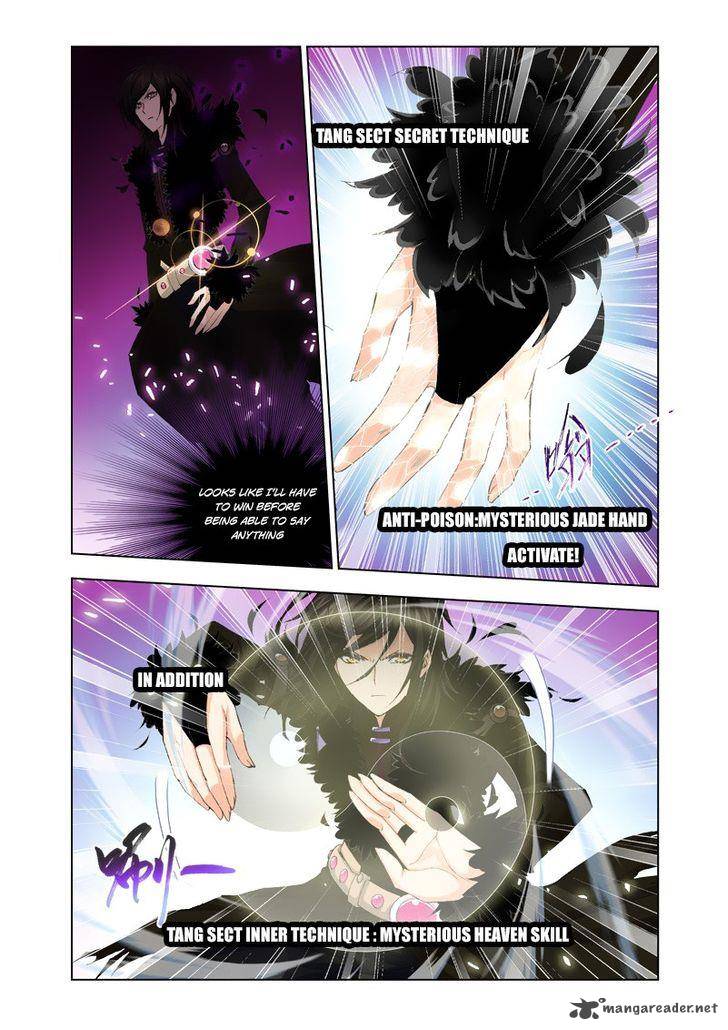 TANG SECT SECRET TECHNIQUE
LOOKS LIKE I'LL HAVE
TO WIN BEFORE
BEING ABLE TO SAY
ANYTHING
ANTI-POISON:MYSTERIOUS JADE HAND
ACTIVATE!
IN ADDITION
唰—
TANG SECT INNER TECHNIQUE : MYSTERIOUS HEAVEN SKILL
mangareader.net